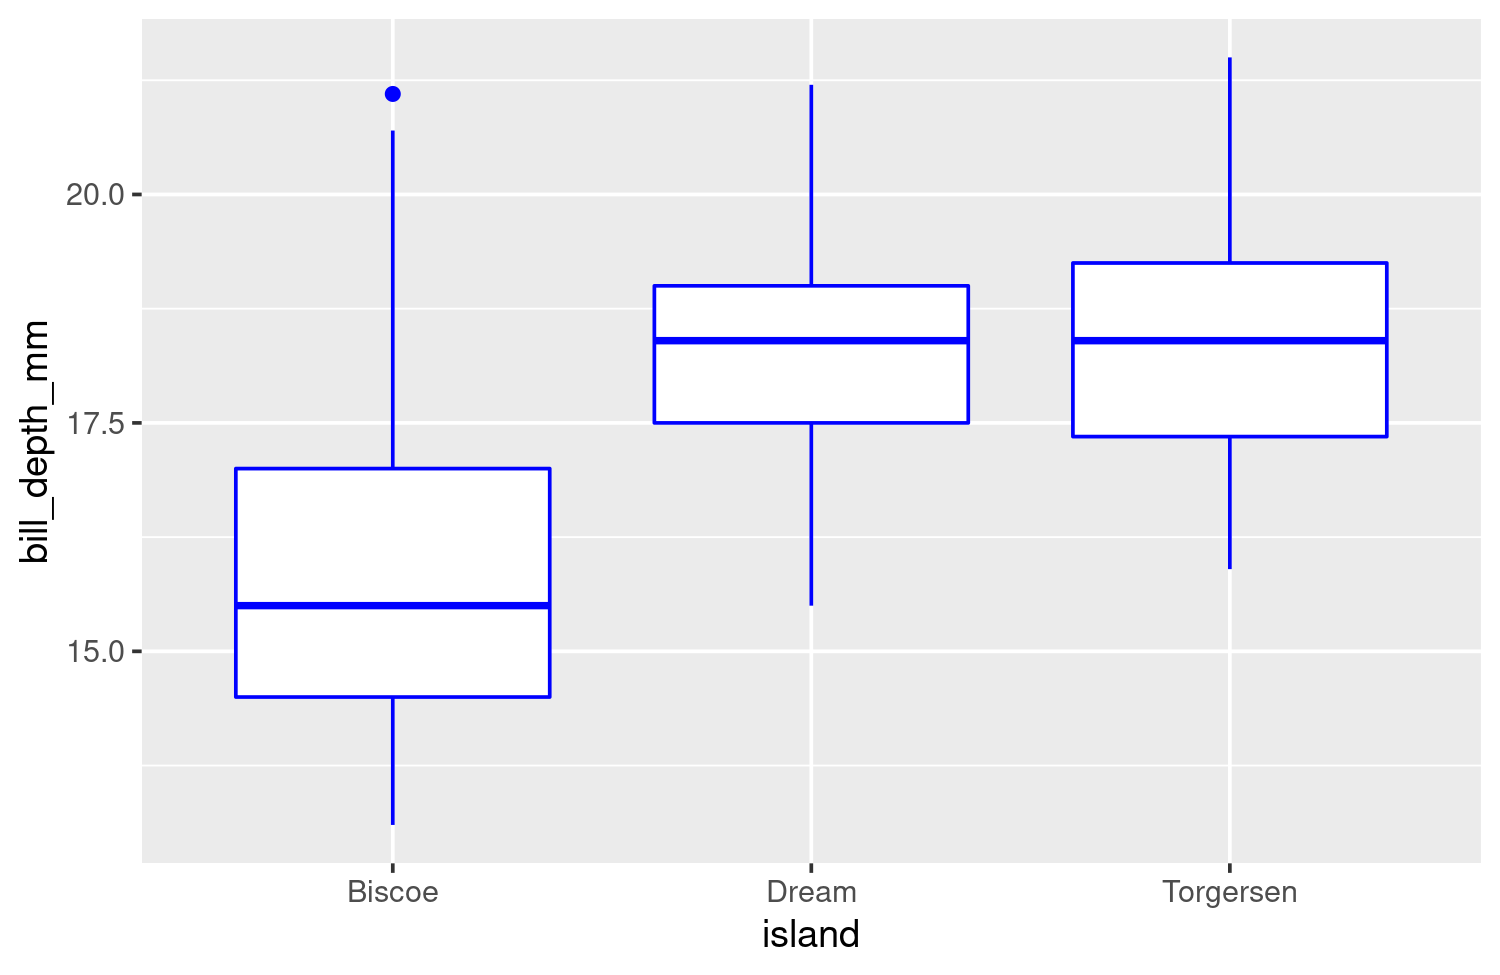 bill_depth_mm
20.0
17.5
15.0
Biscoe Dream Torgersen
island